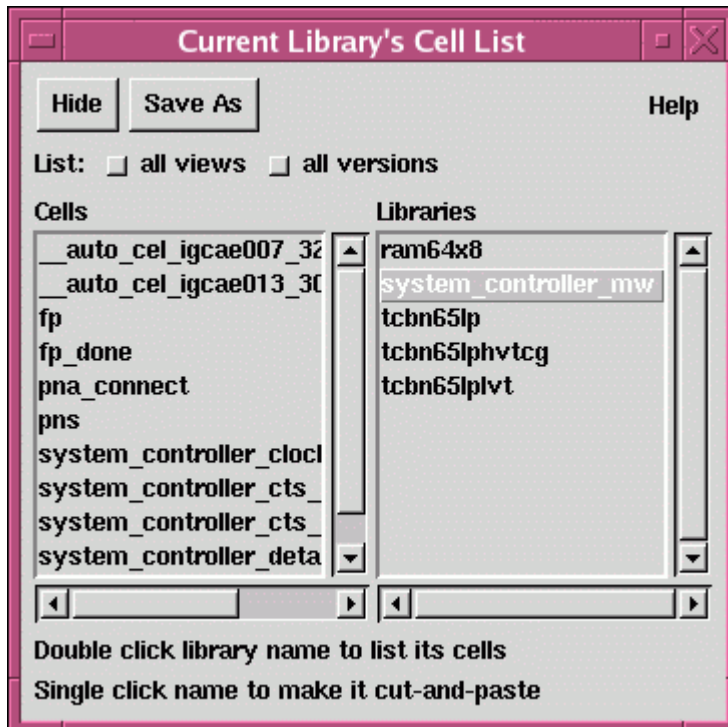 Current Library's Cell List
Hide Save As Help
List: all views all versions
Cells Libraries
__auto_cel_igcae007_32 ram64x8
__auto_cel_igcae013_30 system_controller_mw
fp tcbn65lp
fp_done tcbn65lphvtcg
pna_connect tcbn65lplvt
pns
system_controller_clocl
system_controller_cts_
system_controller_cts_
system_controller_deta
Double click library name to list its cells
Single click name to make it cut-and-paste